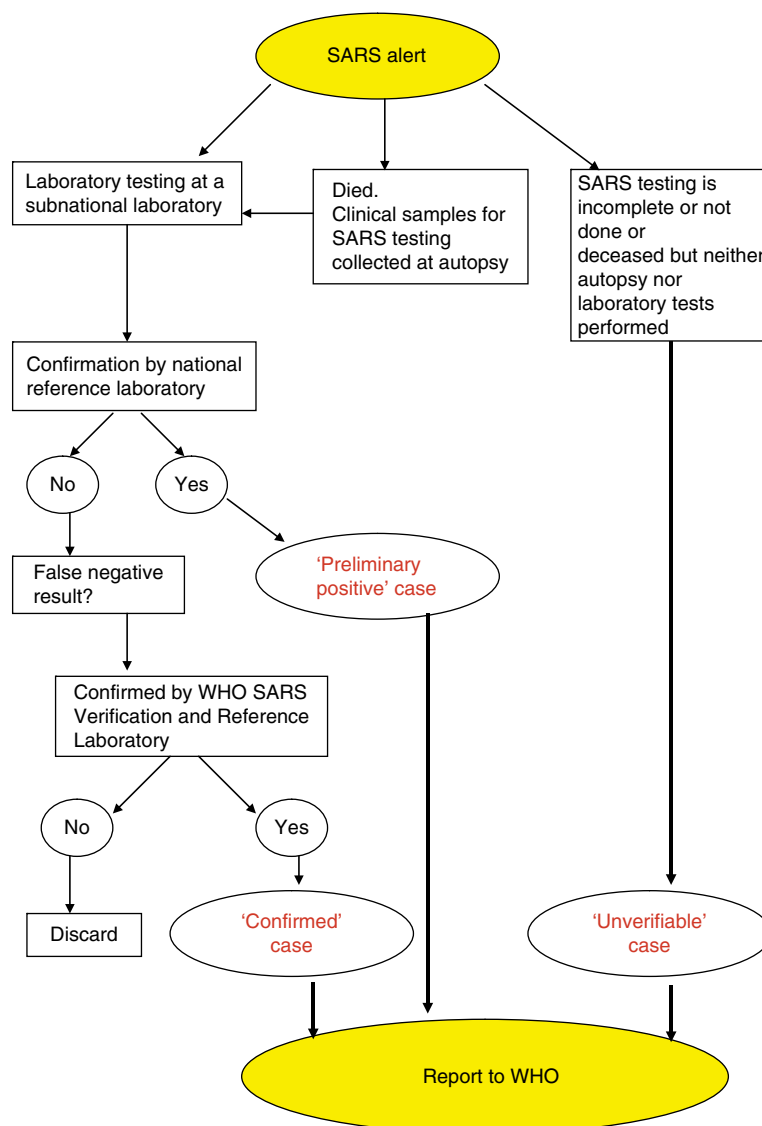 SARS alert
Laboratory testing at a
subnational laboratory
Died.
Clinical samples for
SARS testing
collected at autopsy
SARS testing is
incomplete or not
done or
deceased but neither
autopsy nor
laboratory tests
performed
Confirmation by national
reference laboratory
No
Yes
False negative
result?
‘Preliminary
positive’ case
Confirmed by WHO SARS
Verification and Reference
Laboratory
No
Yes
Discard
‘Confirmed’
case
‘Unverifiable’
case
Report to WHO